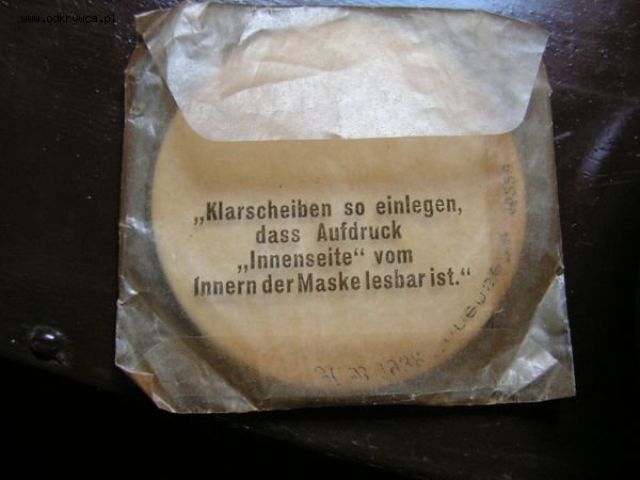 www.odkrywca.pl
„Klarscheiben so einlegen,
dass Aufdruck
„Innenseite“ vom
Innern der Maske lesbar ist.“